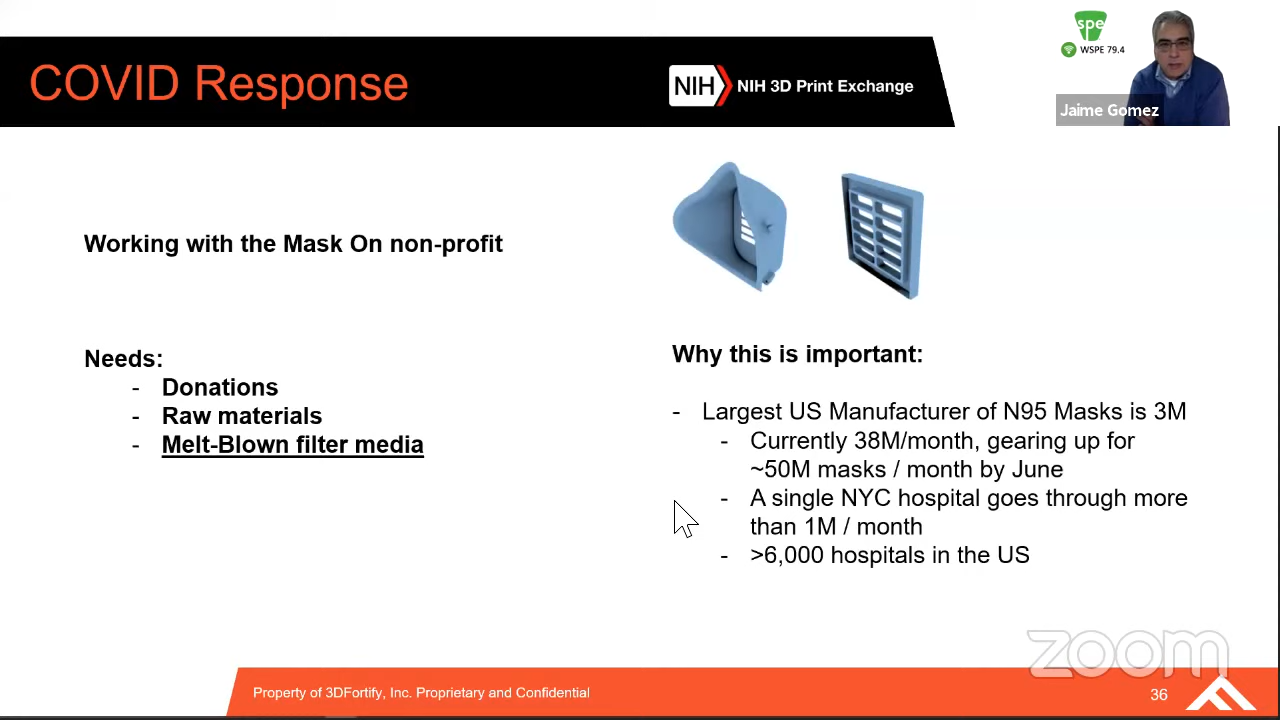 COVID Response
NIH
NIH 3D Print Exchange
spe
WSPE 79.4
Jaime Gomez
Working with the Mask On non-profit
Needs:
- Donations
- Raw materials
- Melt-Blown filter media
Why this is important:
- Largest US Manufacturer of N95 Masks is 3M
- Currently 38M/month, gearing up for
~50M masks / month by June
- A single NYC hospital goes through more
than 1M / month
- >6,000 hospitals in the US
zoom
Property of 3DFortify, Inc. Proprietary and Confidential
36